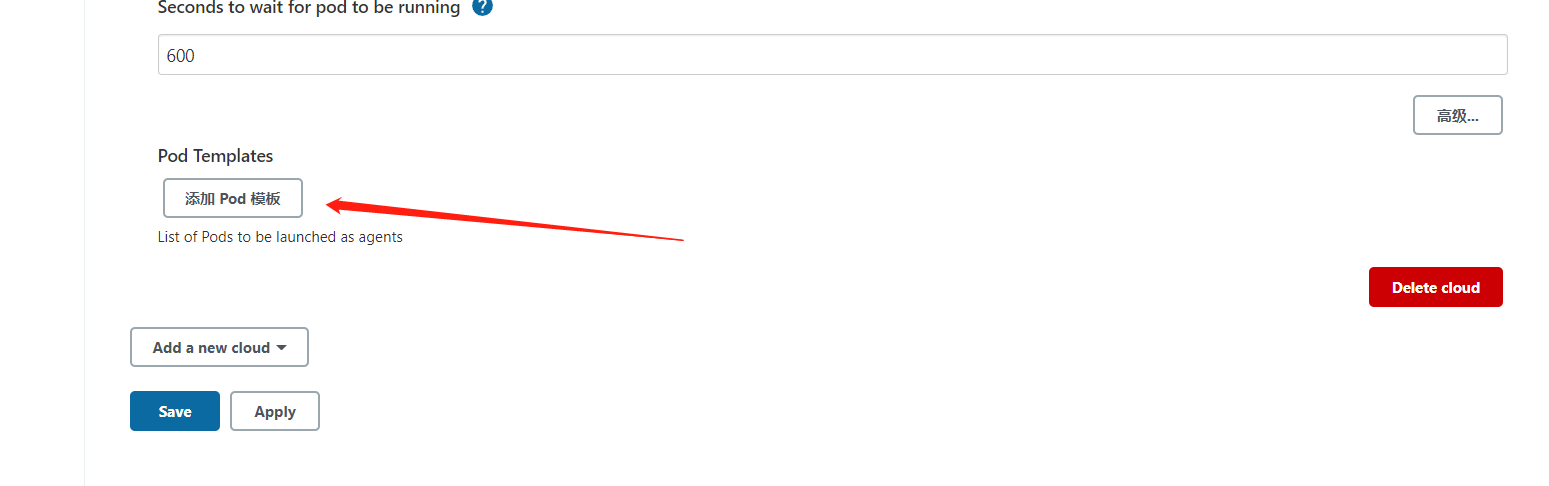 Seconds to wait for pod to be running ?
600
高级...
Pod Templates
添加 Pod 模板
List of Pods to be launched as agents
Delete cloud
Add a new cloud
Save Apply